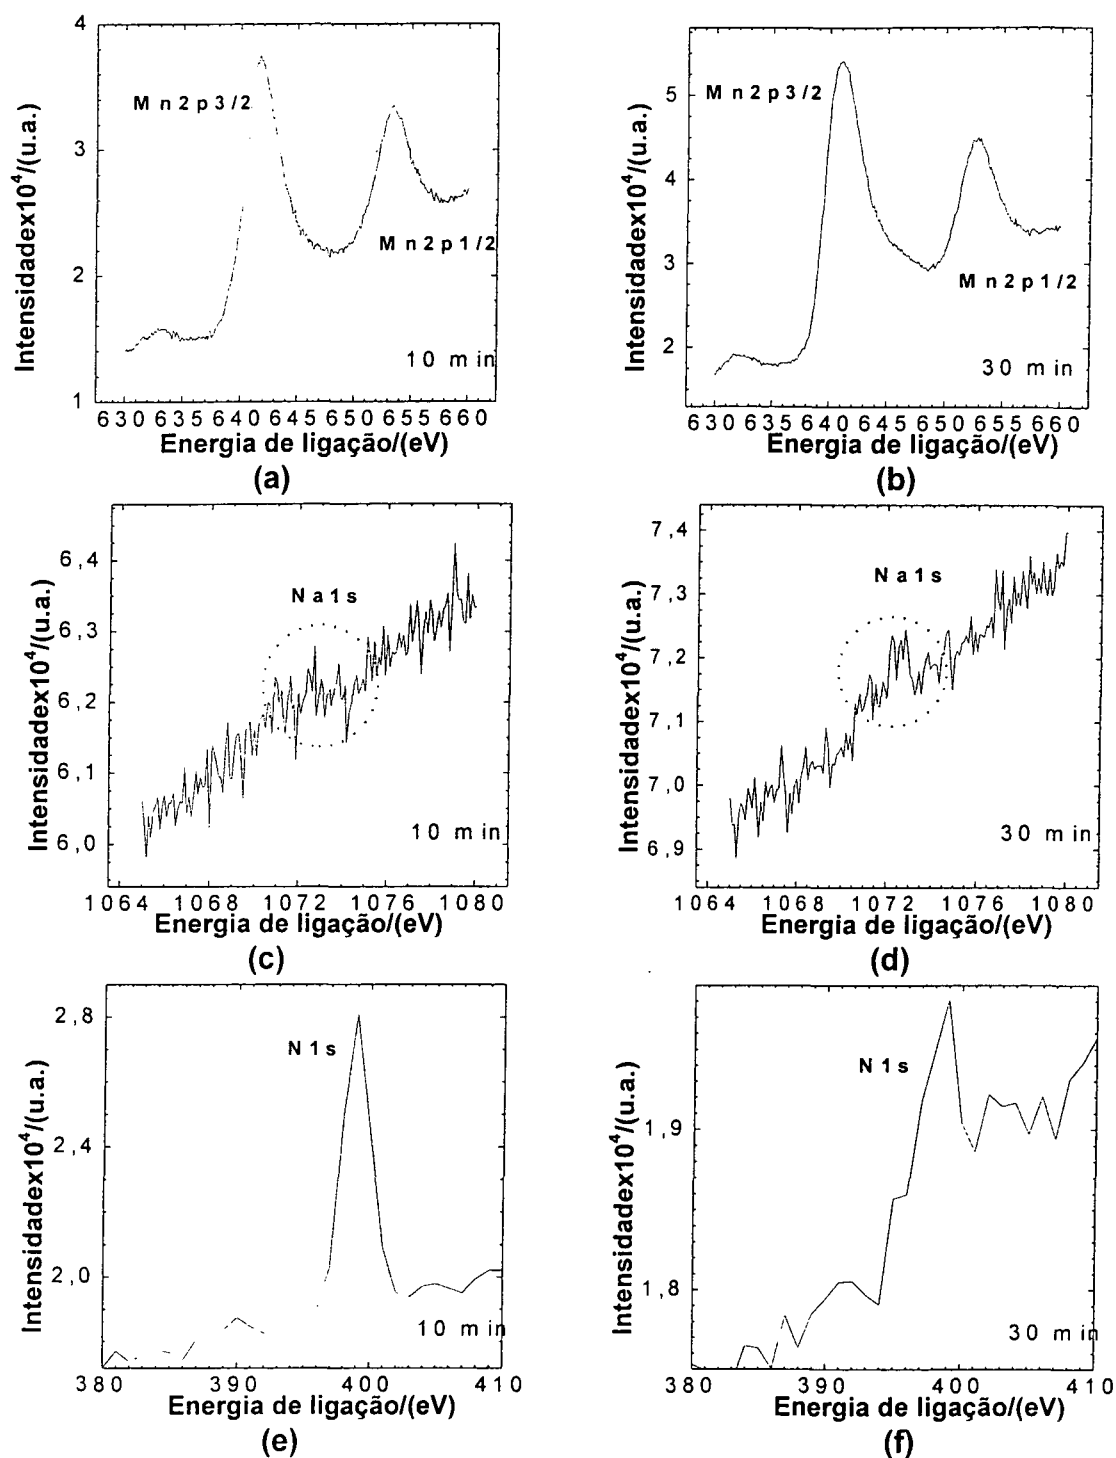 4
3
2
1
Intensidadex10⁴/(u.a.)
Mn2p3/2
Mn2p1/2
10 min
630 635 640 645 650 655 660
Energia de ligação/(eV)
(a)
5
4
3
2
Intensidadex10⁴/(u.a.)
Mn2p3/2
Mn2p1/2
30 min
630 635 640 645 650 655 660
Energia de ligação/(eV)
(b)
6,4
6,3
6,2
6,1
6,0
Intensidadex10⁴/(u.a.)
Na1s
10 min
1064 1068 1072 1076 1080
Energia de ligação/(eV)
(c)
7,4
7,3
7,2
7,1
7,0
6,9
Intensidadex10⁴/(u.a.)
Na1s
30 min
1064 1068 1072 1076 1080
Energia de ligação/(eV)
(d)
2,8
2,4
2,0
Intensidadex10⁴/(u.a.)
N1s
10 min
380 390 400 410
Energia de ligação/(eV)
(e)
1,9
1,8
Intensidadex10⁴/(u.a.)
N1s
30 min
380 390 400 410
Energia de ligação/(eV)
(f)